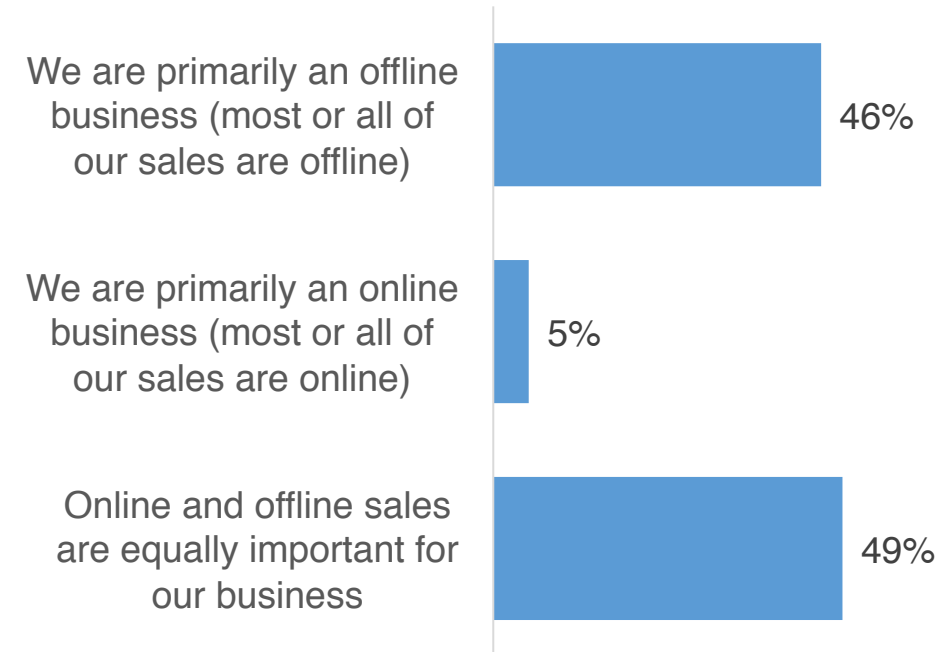 We are primarily an offline
business (most or all of
our sales are offline)
46%
We are primarily an online
business (most or all of
our sales are online)
5%
Online and offline sales
are equally important for
our business
49%